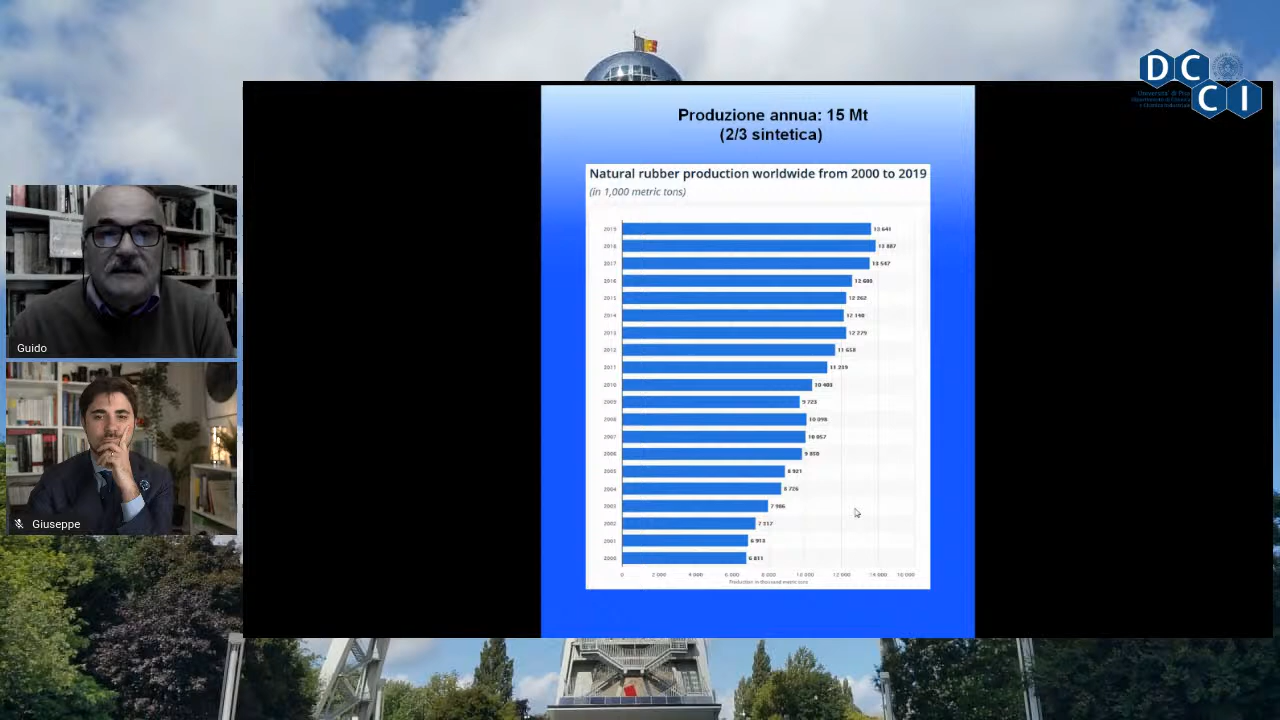 DC
CI
Guido
Giuseppe
Produzione annua: 15 Mt
(2/3 sintetica)
Natural rubber production worldwide from 2000 to 2019
(in 1,000 metric tons)
2019 13 641
2018 13 887
2017 13 547
2016 12 600
2015 12 262
2014 12 140
2013 12 279
2012 11 658
2011 11 239
2010 10 403
2009 9 723
2008 10 098
2007 10 057
2006 9 850
2005 8 921
2004 8 726
2003 7 986
2002 7 317
2001 6 913
2000 6 811
0 2 000 4 000 6 000 8 000 10 000 12 000 14 000 16 000
Production in thousand metric tons